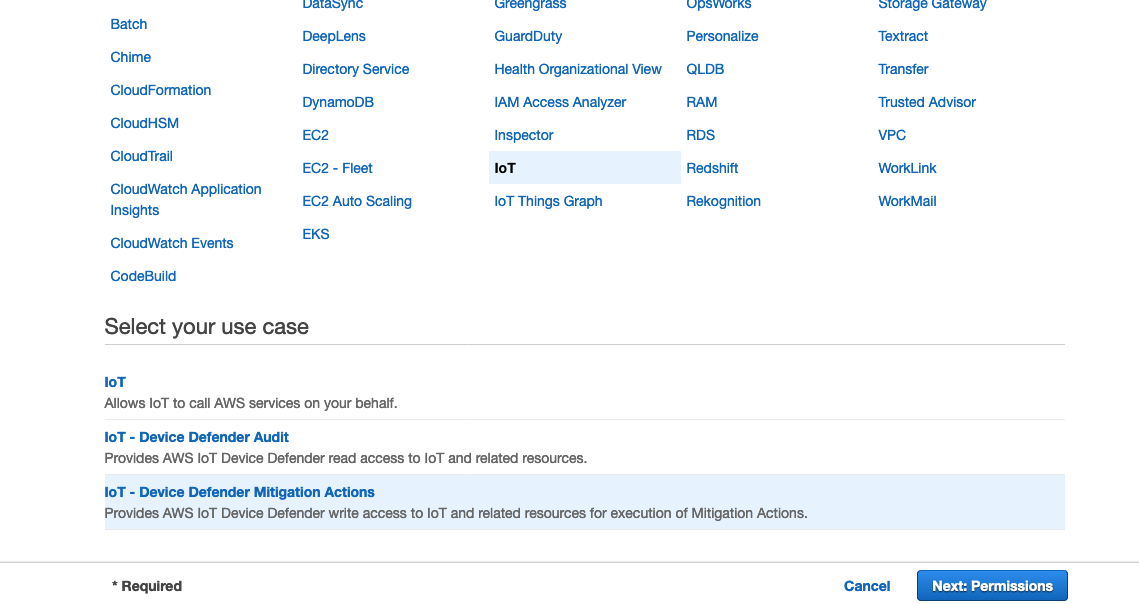 DataSync
Greengrass
OpsWorks
Storage Gateway
Batch
DeepLens
GuardDuty
Personalize
Textract
Chime
Directory Service
Health Organizational View
QLDB
Transfer
CloudFormation
DynamoDB
IAM Access Analyzer
RAM
Trusted Advisor
CloudHSM
EC2
Inspector
RDS
VPC
CloudTrail
EC2 - Fleet
IoT
Redshift
WorkLink
CloudWatch Application
Insights
EC2 Auto Scaling
IoT Things Graph
Rekognition
WorkMail
CloudWatch Events
EKS
CodeBuild
Select your use case
IoT
Allows IoT to call AWS services on your behalf.
IoT - Device Defender Audit
Provides AWS IoT Device Defender read access to IoT and related resources.
IoT - Device Defender Mitigation Actions
Provides AWS IoT Device Defender write access to IoT and related resources for execution of Mitigation Actions.
* Required
Cancel
Next: Permissions